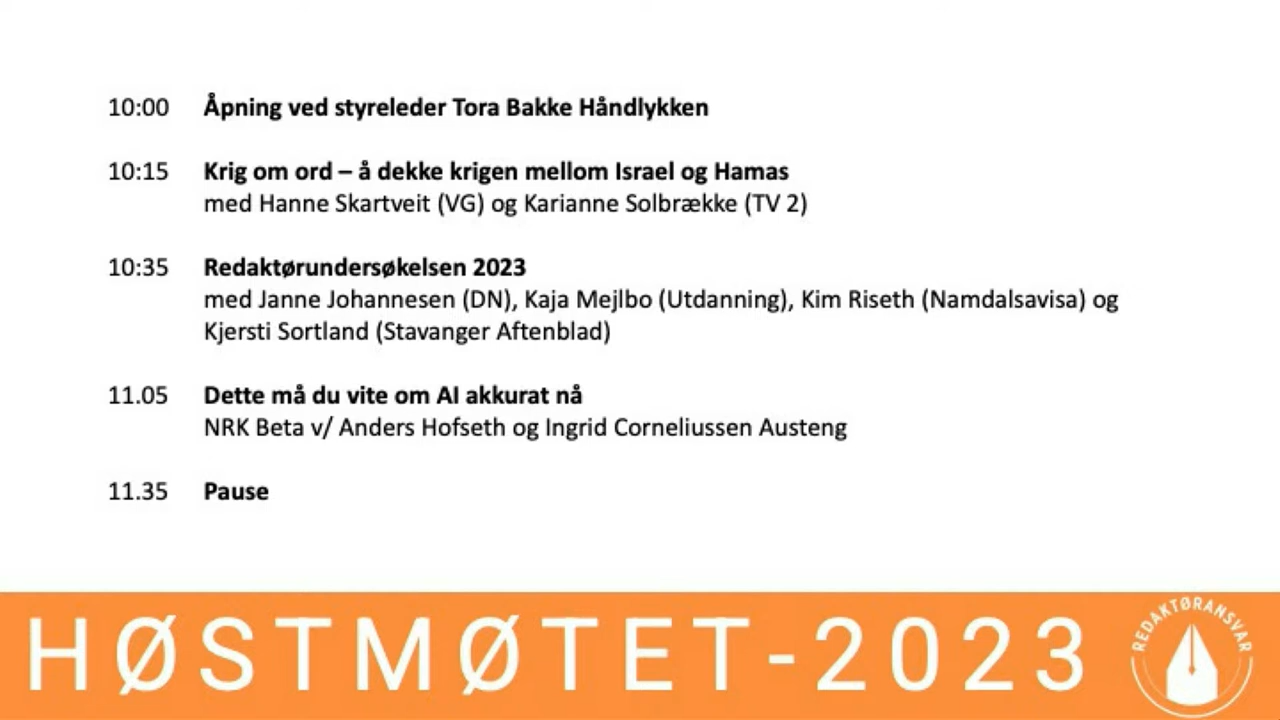 10:00 Åpning ved styreleder Tora Bakke Håndlykken
10:15 Krig om ord – å dekke krigen mellom Israel og Hamas
med Hanne Skartveit (VG) og Karianne Solbrække (TV 2)
10:35 Redaktørundersøkelsen 2023
med Janne Johannesen (DN), Kaja Mejlbo (Utdanning), Kim Riseth (Namdalsavisa) og
Kjersti Sortland (Stavanger Aftenblad)
11.05 Dette må du vite om AI akkurat nå
NRK Beta v/ Anders Hofseth og Ingrid Corneliussen Austeng
11.35 Pause
HØSTMØTET-2023
REDAKTØRANSVAR